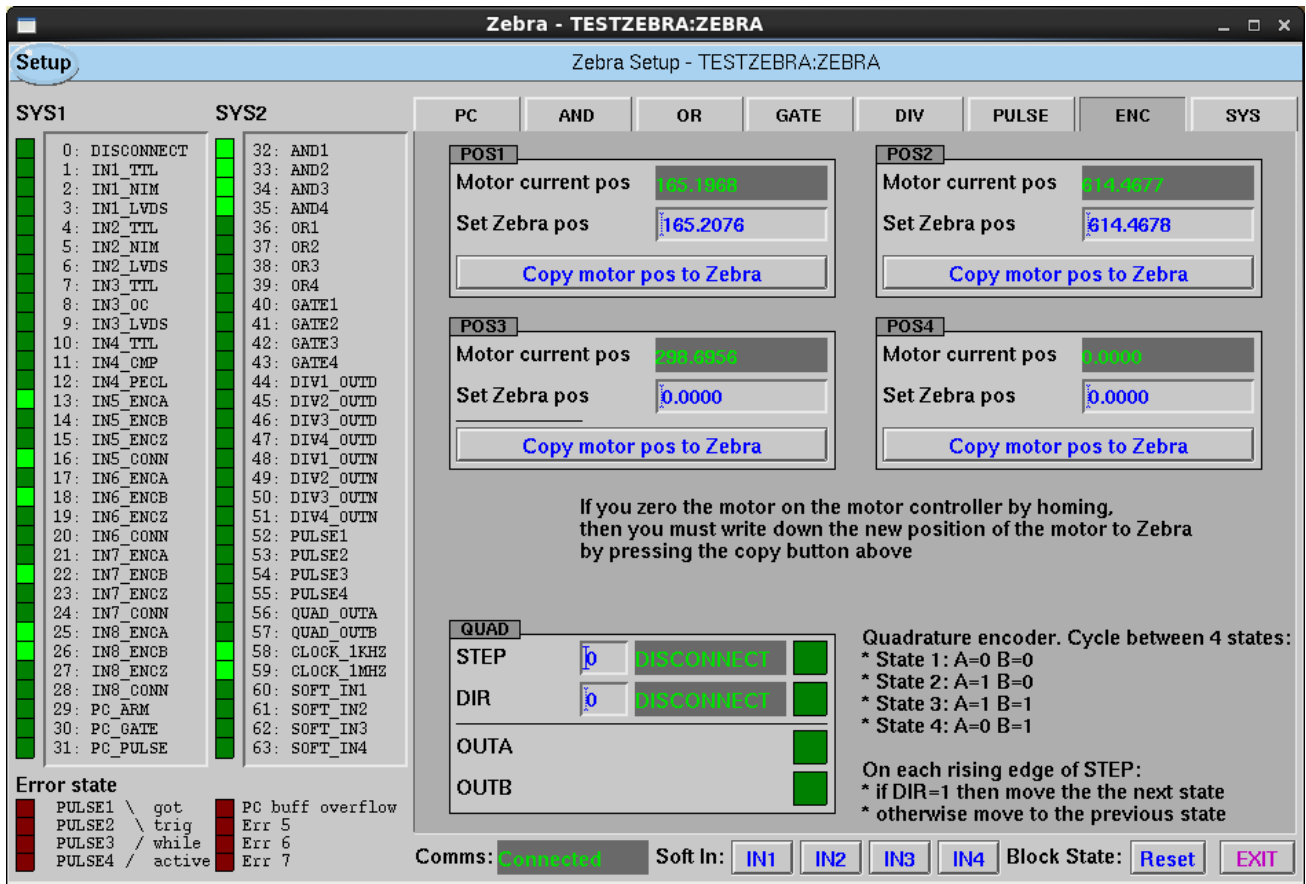 Zebra - TESTZEBRA:ZEBRA
Setup
Zebra Setup - TESTZEBRA:ZEBRA
SYS1
0: DISCONNECT
1: IN1_TTL
2: IN1_NIM
3: IN1_LVDS
4: IN2_TTL
5: IN2_NIM
6: IN2_LVDS
7: IN3_TTL
8: IN3_OC
9: IN3_LVDS
10: IN4_TTL
11: IN4_CMP
12: IN4_PECL
13: IN5_ENCA
14: IN5_ENCB
15: IN5_ENCZ
16: IN5_CONN
17: IN6_ENCA
18: IN6_ENCB
19: IN6_ENCZ
20: IN6_CONN
21: IN7_ENCA
22: IN7_ENCB
23: IN7_ENCZ
24: IN7_CONN
25: IN8_ENCA
26: IN8_ENCB
27: IN8_ENCZ
28: IN8_CONN
29: PC_ARM
30: PC_GATE
31: PC_PULSE
SYS2
32: AND1
33: AND2
34: AND3
35: AND4
36: OR1
37: OR2
38: OR3
39: OR4
40: GATE1
41: GATE2
42: GATE3
43: GATE4
44: DIV1_OUTD
45: DIV2_OUTD
46: DIV3_OUTD
47: DIV4_OUTD
48: DIV1_OUTN
49: DIV2_OUTN
50: DIV3_OUTN
51: DIV4_OUTN
52: PULSE1
53: PULSE2
54: PULSE3
55: PULSE4
56: QUAD_OUTA
57: QUAD_OUTB
58: CLOCK_1KHZ
59: CLOCK_1MHZ
60: SOFT_IN1
61: SOFT_IN2
62: SOFT_IN3
63: SOFT_IN4
Error state
PULSE1 \ got
PULSE2 \ trig
PULSE3 / while
PULSE4 / active
PC buff overflow
Err 5
Err 6
Err 7
PC AND OR GATE DIV PULSE ENC SYS
POS1
Motor current pos 165.1968
Set Zebra pos 165.2076
Copy motor pos to Zebra
POS2
Motor current pos 614.4677
Set Zebra pos 614.4678
Copy motor pos to Zebra
POS3
Motor current pos 298.6956
Set Zebra pos 0.0000
Copy motor pos to Zebra
POS4
Motor current pos 0.0000
Set Zebra pos 0.0000
Copy motor pos to Zebra
If you zero the motor on the motor controller by homing,
then you must write down the new position of the motor to Zebra
by pressing the copy button above
QUAD
STEP 0 DISCONNECT
DIR 0 DISCONNECT
OUTA
OUTB
Quadrature encoder. Cycle between 4 states:
* State 1: A=0 B=0
* State 2: A=1 B=0
* State 3: A=1 B=1
* State 4: A=0 B=1
On each rising edge of STEP:
* if DIR=1 then move the the next state
* otherwise move to the previous state
Comms: Connected Soft In: IN1 IN2 IN3 IN4 Block State: Reset EXIT